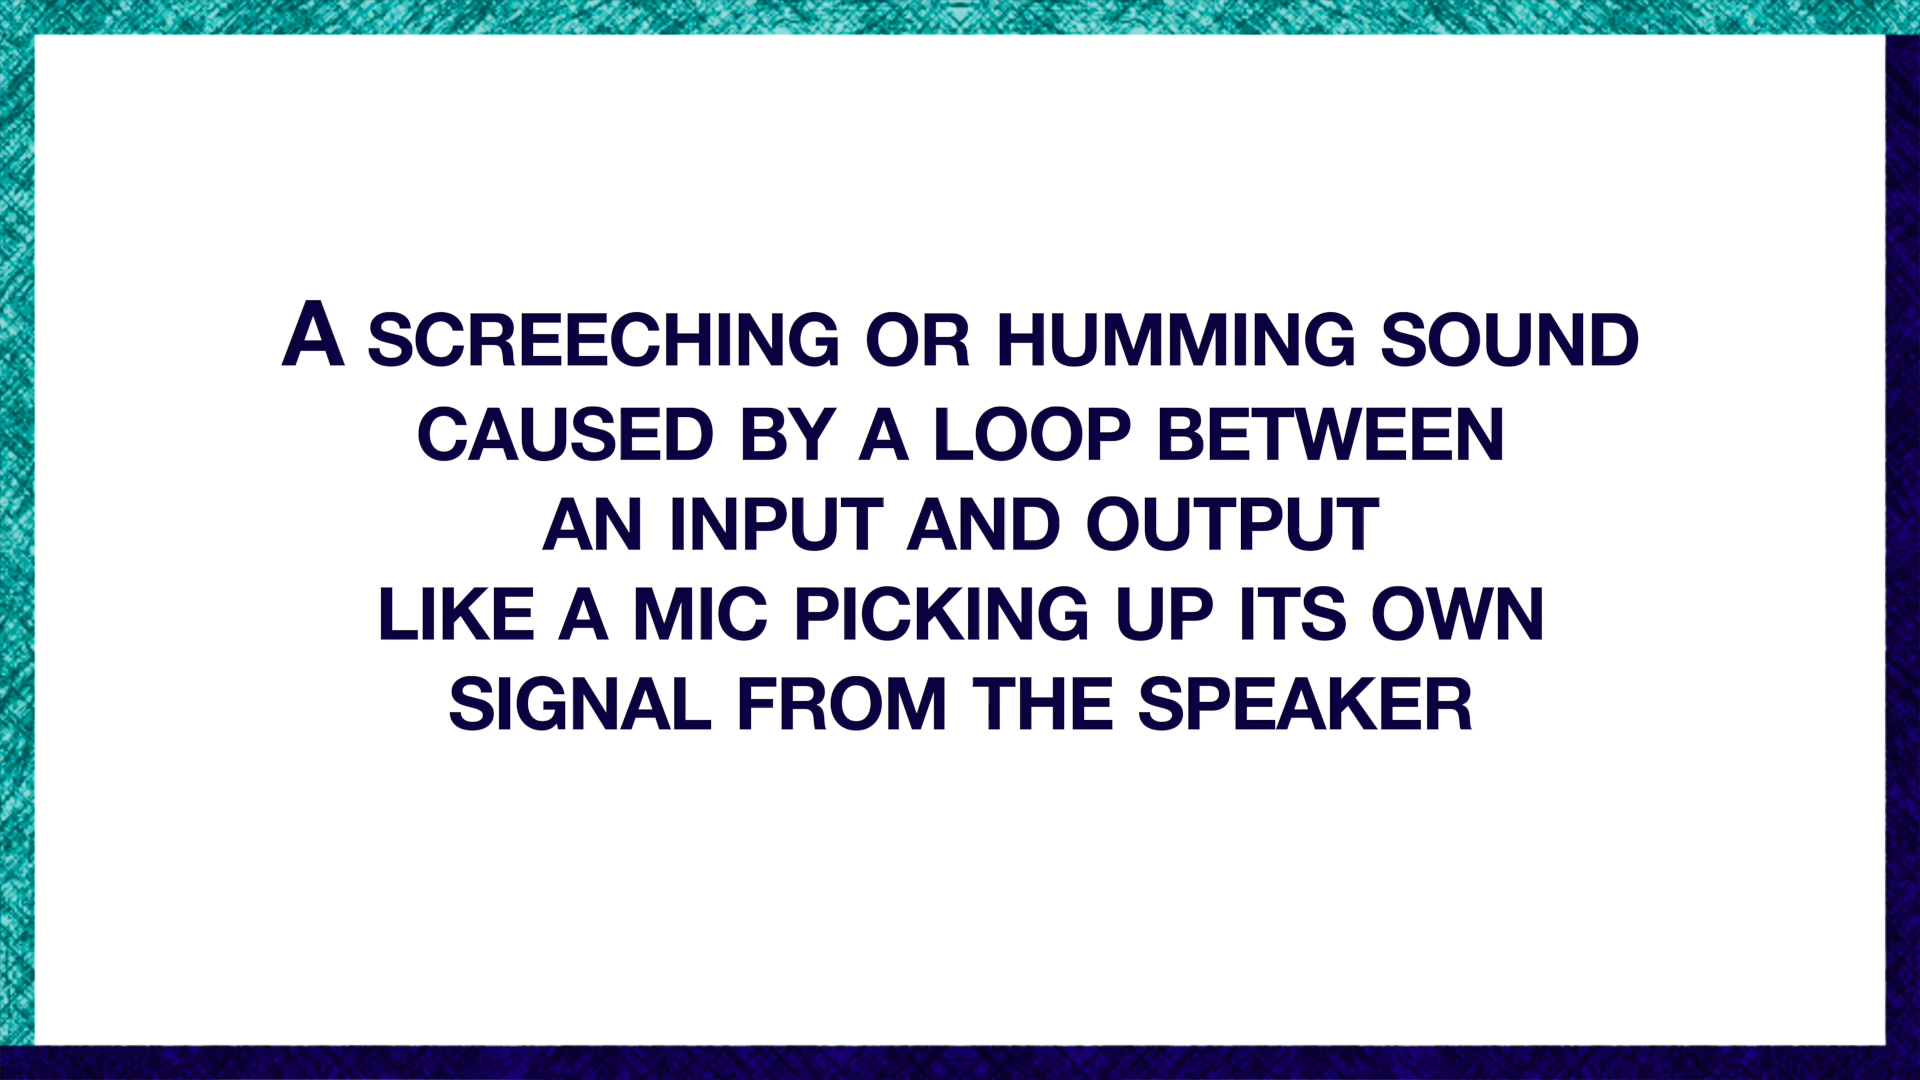 A SCREECHING OR HUMMING SOUND
CAUSED BY A LOOP BETWEEN
AN INPUT AND OUTPUT
LIKE A MIC PICKING UP ITS OWN
SIGNAL FROM THE SPEAKER